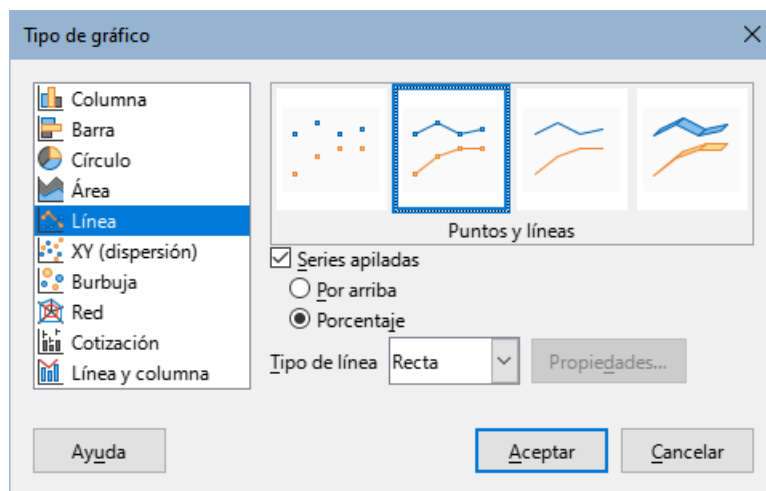 Tipo de gráfico
Columna
Barra
Círculo
Área
Línea
XY (dispersión)
Burbuja
Red
Cotización
Línea y columna
Puntos y líneas
Series apiladas
Por arriba
Porcentaje
Tipo de línea Recta Propiedades...
Ayuda Aceptar Cancelar